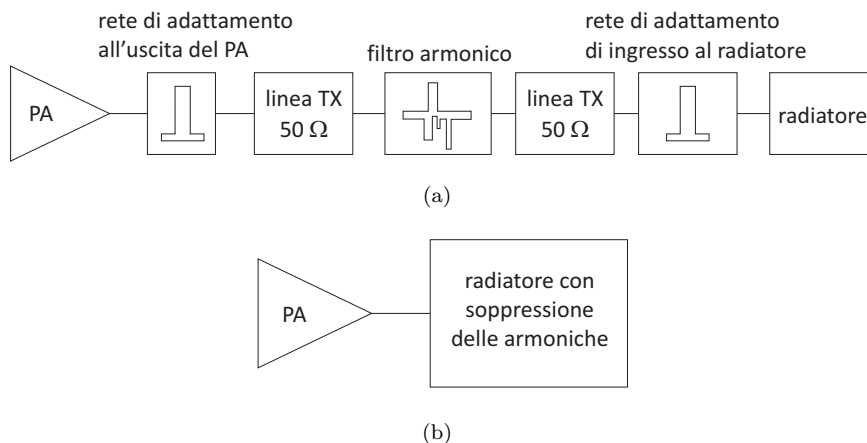 rete di adattamento
all'uscita del PA
filtro armonico
rete di adattamento
di ingresso al radiatore
PA
linea TX
50 Ω
linea TX
50 Ω
radiatore
(a)
PA
radiatore con
soppressione
delle armoniche
(b)